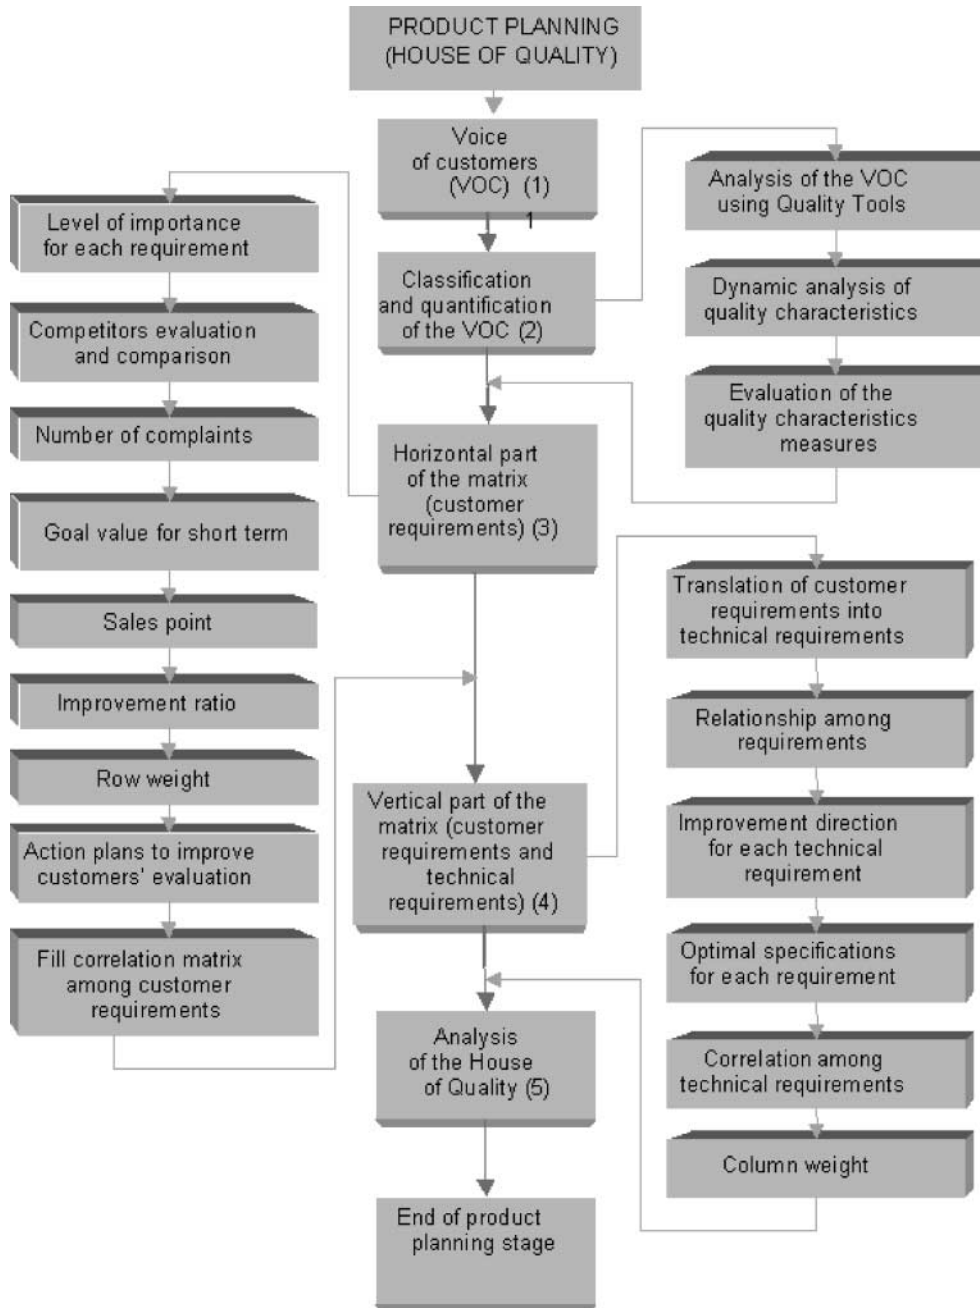 PRODUCT PLANNING
(HOUSE OF QUALITY)
Voice
of customers
(VOC) (1)
1
Classification
and quantification
of the VOC (2)
Analysis of the VOC
using Quality Tools
Dynamic analysis of
quality characteristics
Evaluation of the
quality characteristics
measures
Horizontal part
of the matrix
(customer
requirements) (3)
Level of importance
for each requirement
Competitors evaluation
and comparison
Number of complaints
Goal value for short term
Sales point
Improvement ratio
Row weight
Action plans to improve
customers' evaluation
Fill correlation matrix
among customer
requirements
Vertical part of the
matrix (customer
requirements and
technical
requirements) (4)
Translation of customer
requirements into
technical requirements
Relationship among
requirements
Improvement direction
for each technical
requirement
Optimal specifications
for each requirement
Correlation among
technical requirements
Column weight
Analysis
of the House
of Quality (5)
End of product
planning stage